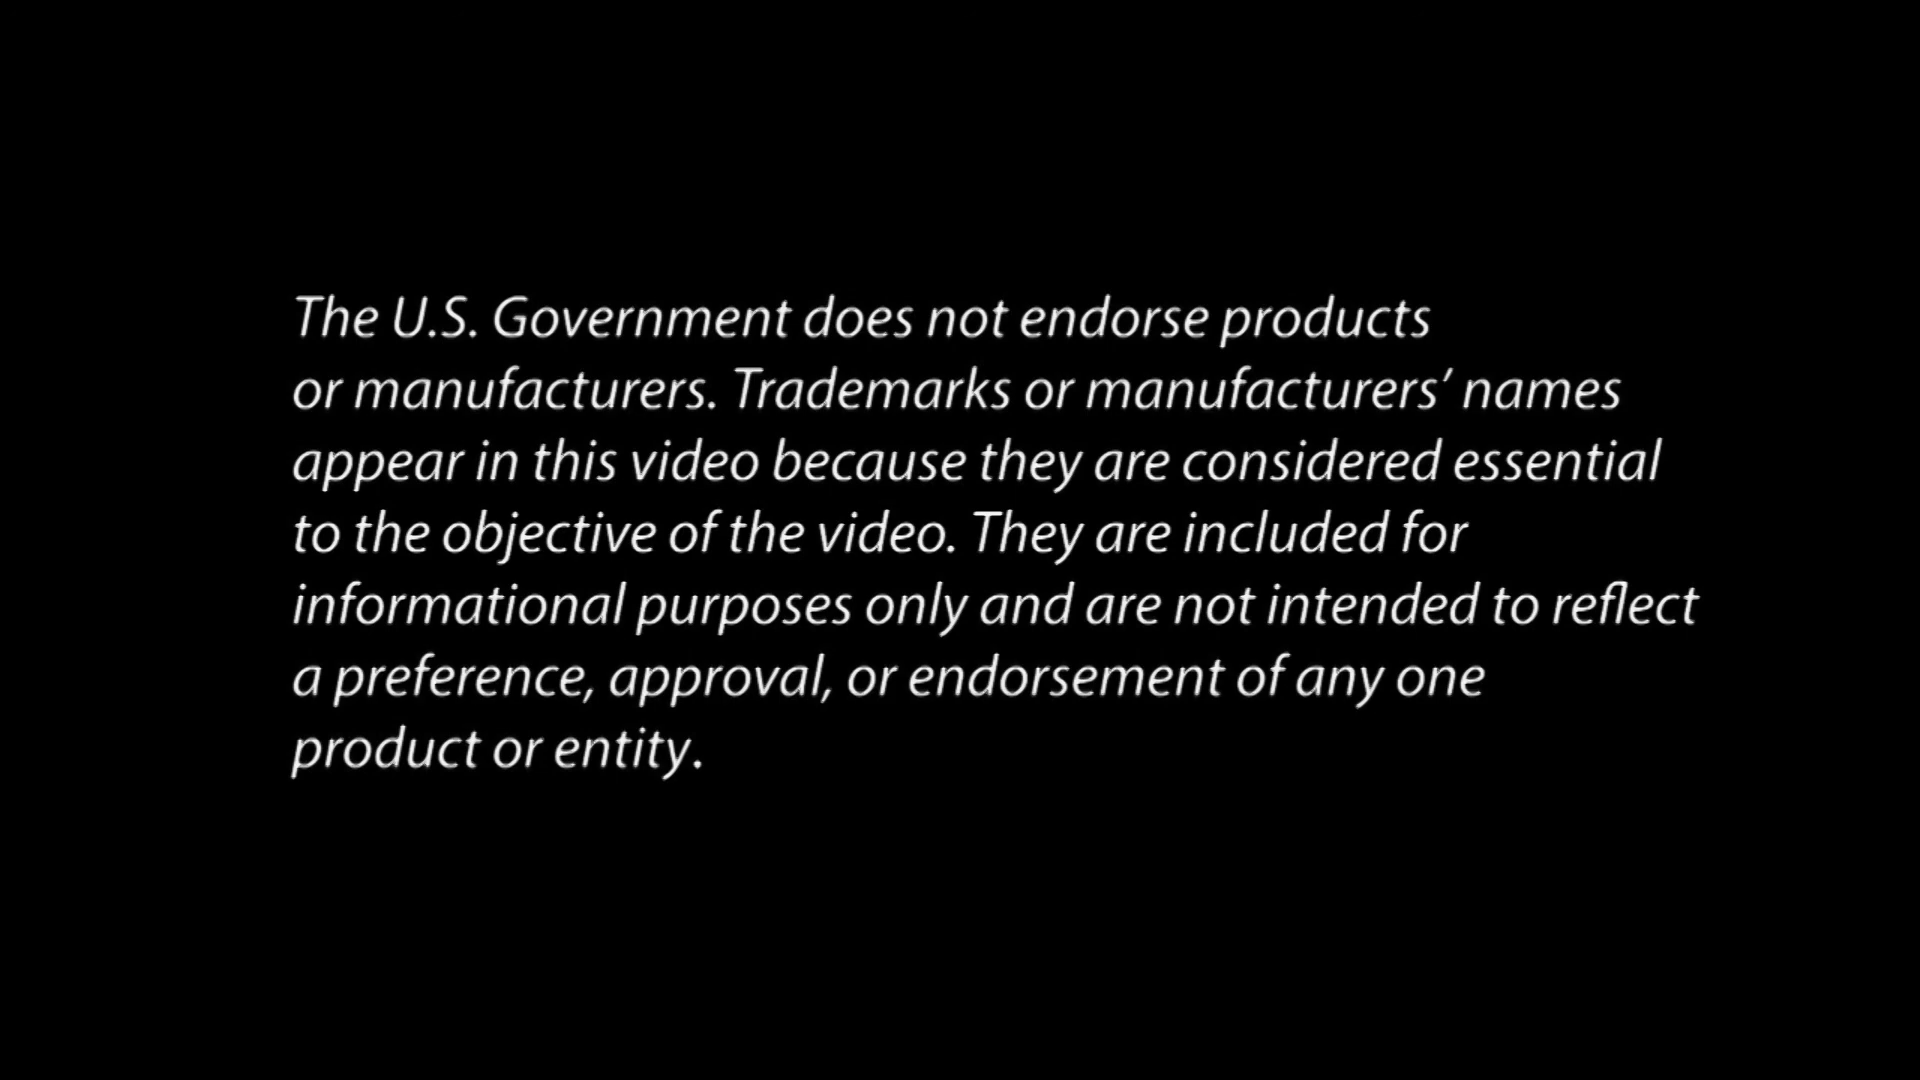 The U.S. Government does not endorse products
or manufacturers. Trademarks or manufacturers’ names
appear in this video because they are considered essential
to the objective of the video. They are included for
informational purposes only and are not intended to reflect
a preference, approval, or endorsement of any one
product or entity.